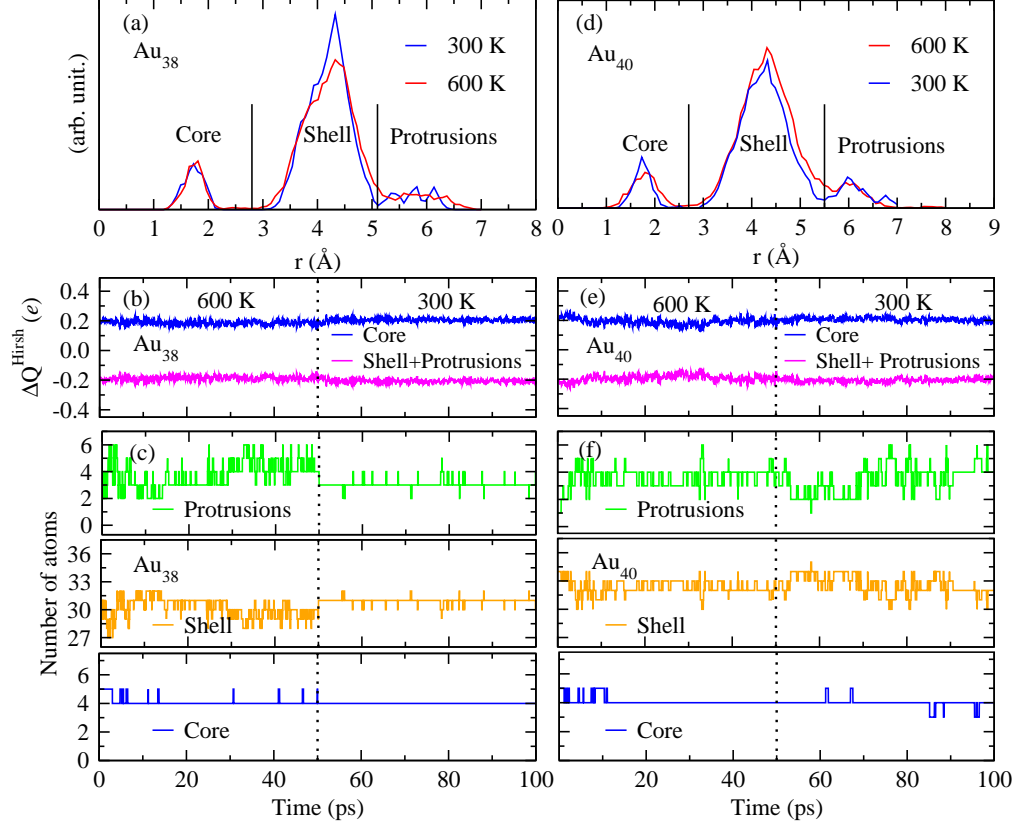 (a)
Au38
300 K
600 K
(arb. unit.)
Core
Shell
Protrusions
0 1 2 3 4 5 6 7 8
r (Å)
(d)
Au40
600 K
300 K
Core
Shell
Protrusions
0 1 2 3 4 5 6 7 8 9
r (Å)
ΔQ^Hirsh (e)
0.4
0.2
0.0
-0.2
-0.4
(b)
600 K
300 K
Au38
Core
Shell+Protrusions
(e)
600 K
300 K
Au40
Core
Shell+ Protrusions
Number of atoms
6
4
2
0
(c)
Protrusions
(f)
Protrusions
36
33
30
27
Au38
Shell
Au40
Shell
6
4
2
0
Core
Core
0 20 40 60 80 100
Time (ps)
20 40 60 80 100
Time (ps)